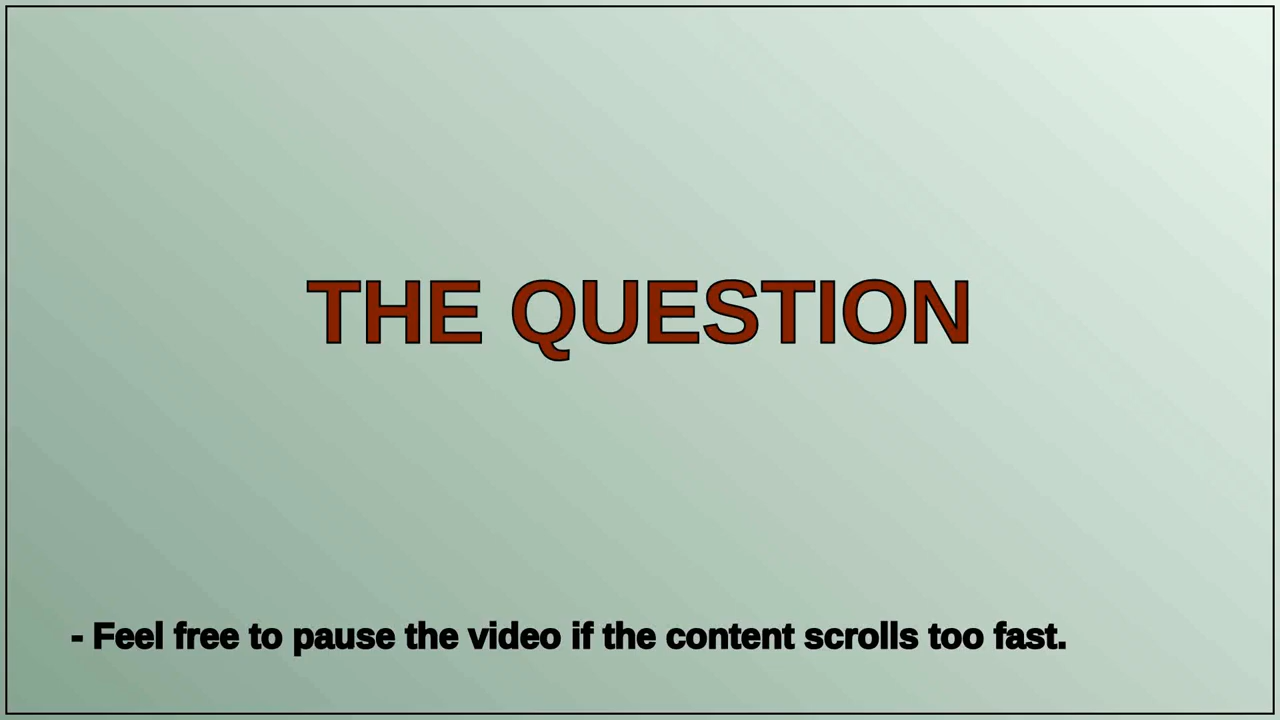 THE QUESTION
- Feel free to pause the video if the content scrolls too fast.